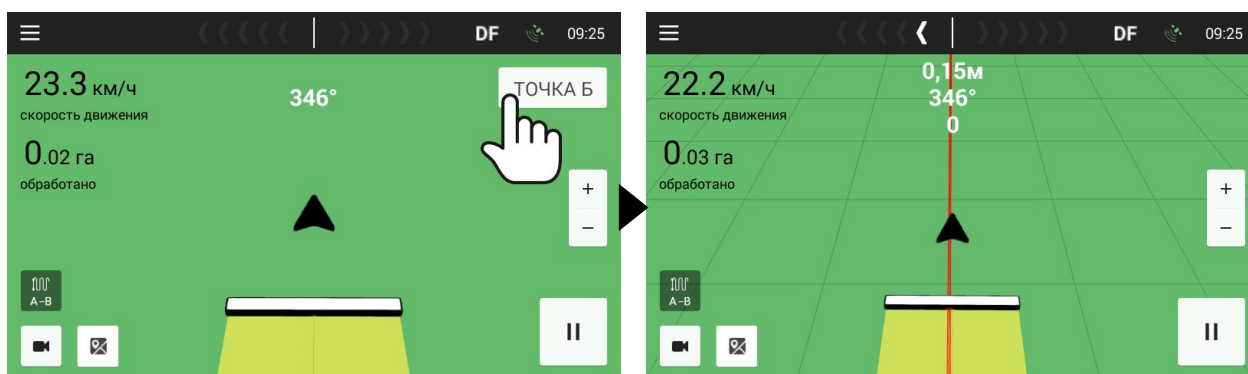 DF 09:25
23.3 км/ч
скорость движения
346°
ТОЧКА Б
0.02 га
обработано
+
−
A-B
DF 09:25
22.2 км/ч
скорость движения
0,15м
346°
0
0.03 га
обработано
+
−
A-B